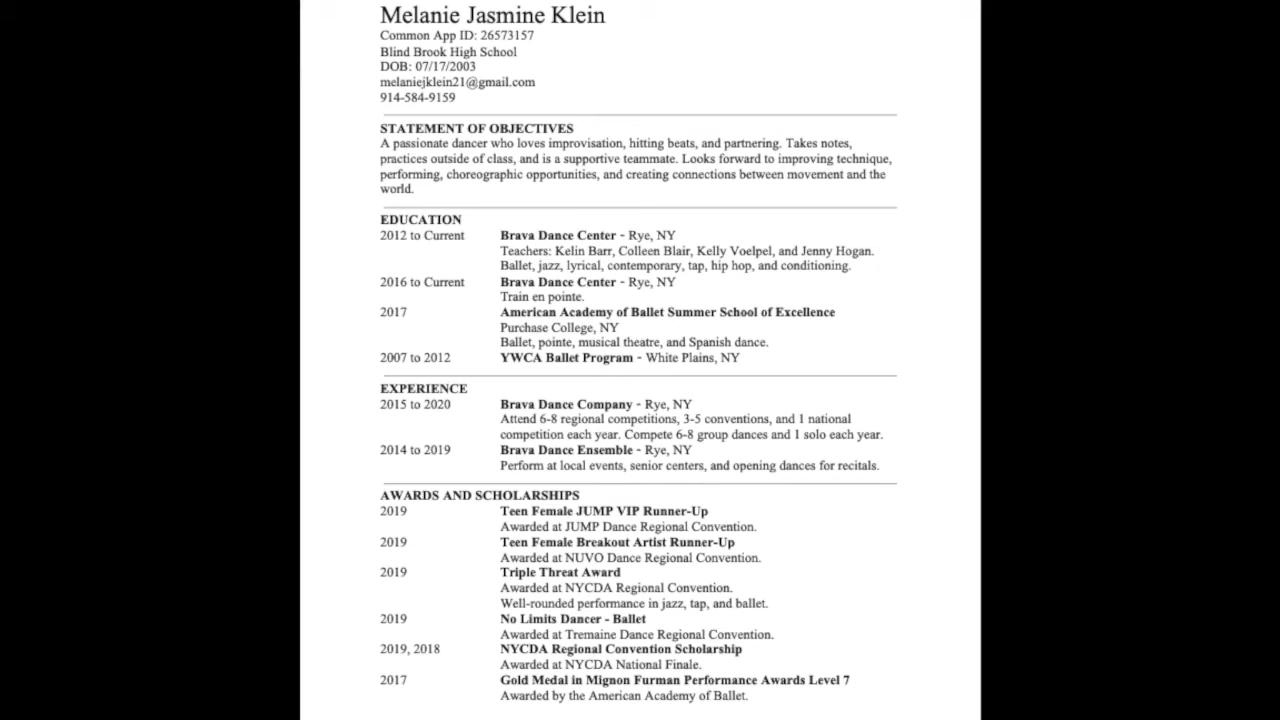 Melanie Jasmine Klein
Common App ID: 26573157
Blind Brook High School
DOB: 07/17/2003
melaniejklein21@gmail.com
914-584-9159
STATEMENT OF OBJECTIVES
A passionate dancer who loves improvisation, hitting beats, and partnering. Takes notes,
practices outside of class, and is a supportive teammate. Looks forward to improving technique,
performing, choreographic opportunities, and creating connections between movement and the
world.
EDUCATION
2012 to Current Brava Dance Center - Rye, NY
Teachers: Kelin Barr, Colleen Blair, Kelly Voelpel, and Jenny Hogan.
Ballet, jazz, lyrical, contemporary, tap, hip hop, and conditioning.
2016 to Current Brava Dance Center - Rye, NY
Train en pointe.
2017 American Academy of Ballet Summer School of Excellence
Purchase College, NY
Ballet, pointe, musical theatre, and Spanish dance.
2007 to 2012 YWCA Ballet Program - White Plains, NY
EXPERIENCE
2015 to 2020 Brava Dance Company - Rye, NY
Attend 6-8 regional competitions, 3-5 conventions, and 1 national
competition each year. Compete 6-8 group dances and 1 solo each year.
2014 to 2019 Brava Dance Ensemble - Rye, NY
Perform at local events, senior centers, and opening dances for recitals.
AWARDS AND SCHOLARSHIPS
2019 Teen Female JUMP VIP Runner-Up
Awarded at JUMP Dance Regional Convention.
2019 Teen Female Breakout Artist Runner-Up
Awarded at NUVO Dance Regional Convention.
2019 Triple Threat Award
Awarded at NYCDA Regional Convention.
Well-rounded performance in jazz, tap, and ballet.
2019 No Limits Dancer - Ballet
Awarded at Tremaine Dance Regional Convention.
2019, 2018 NYCDA Regional Convention Scholarship
Awarded at NYCDA National Finale.
2017 Gold Medal in Mignon Furman Performance Awards Level 7
Awarded by the American Academy of Ballet.